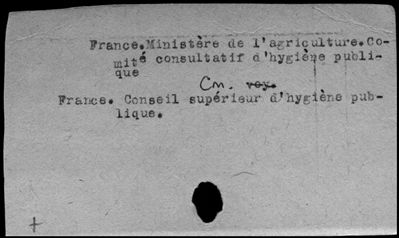 France.Ministère de l'agriculture.Co-
mité consultatif d'hygiène publi-
que
Cm. voy.
France. Conseil supérieur d'hygiène pub-
lique.